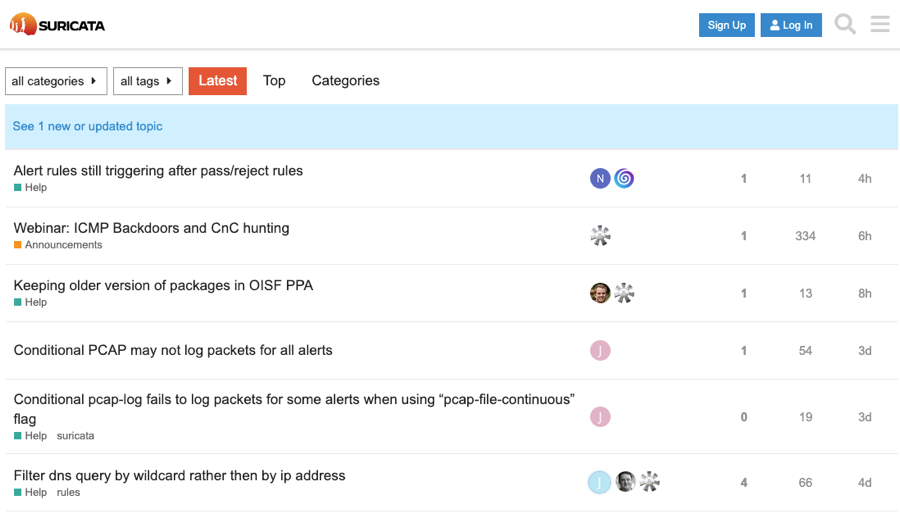 SURICATA
Sign Up
Log In
all categories
all tags
Latest
Top
Categories
See 1 new or updated topic
Alert rules still triggering after pass/reject rules
Help
N
1
11
4h
Webinar: ICMP Backdoors and CnC hunting
Announcements
1
334
6h
Keeping older version of packages in OISF PPA
Help
1
13
8h
Conditional PCAP may not log packets for all alerts
J
1
54
3d
Conditional pcap-log fails to log packets for some alerts when using “pcap-file-continuous”
flag
Help suricata
J
0
19
3d
Filter dns query by wildcard rather then by ip address
Help rules
J
4
66
4d